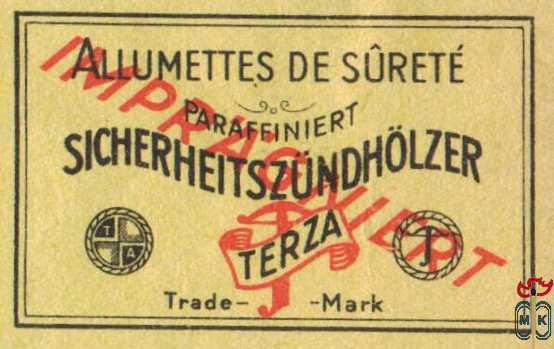 ALLUMETTES DE SÛRETÉ
IMPRÄGNIERT
PARAFFINIERT
SICHERHEITSZÜNDHÖLZER
T
A
TERZA
J
Trade-
-Mark
M K